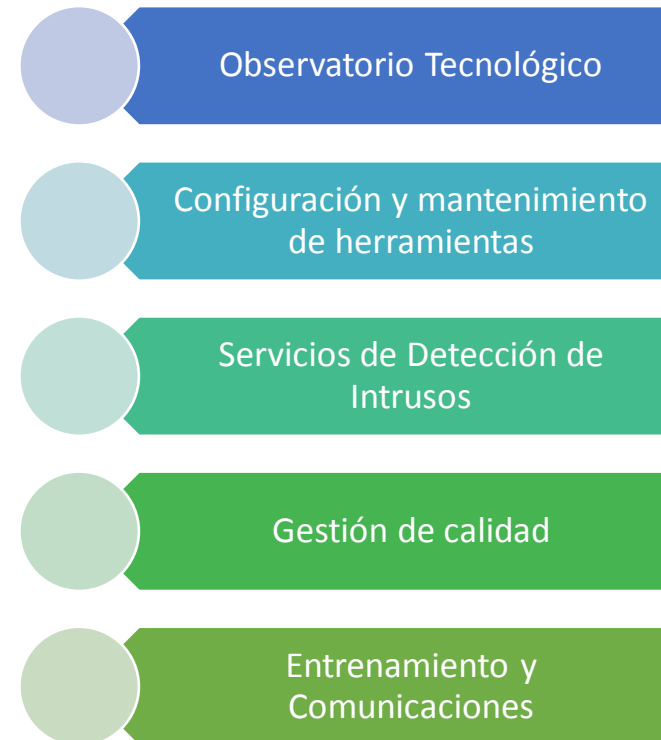 Observatorio Tecnológico
Configuración y mantenimiento
de herramientas
Servicios de Detección de
Intrusos
Gestión de calidad
Entrenamiento y
Comunicaciones